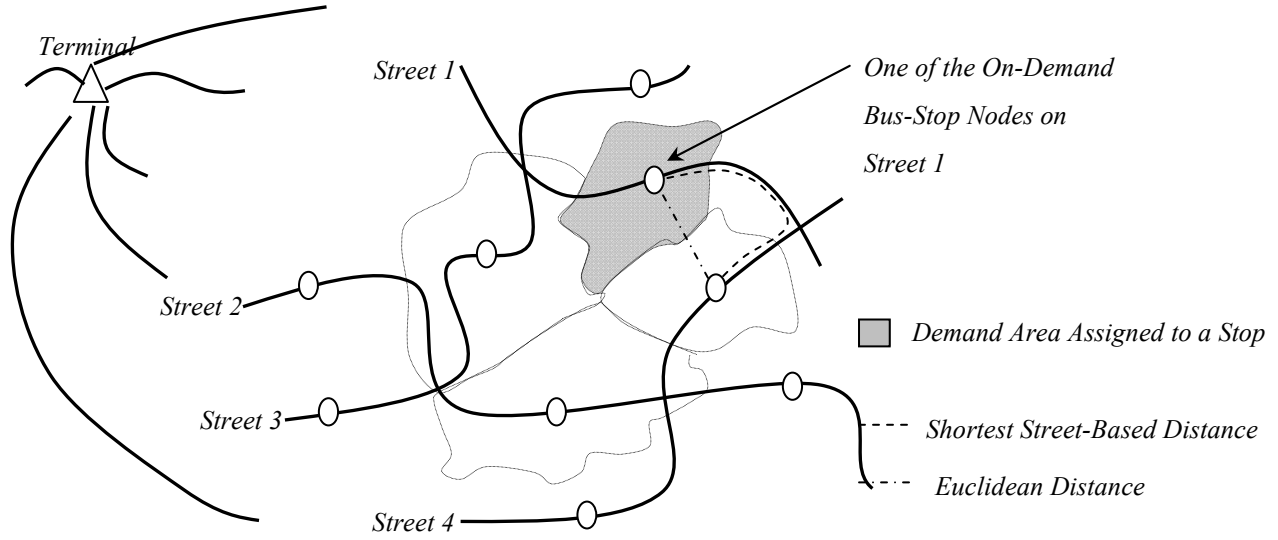 Terminal
Street 1
One of the On-Demand
Bus-Stop Nodes on
Street 1
Street 2
Demand Area Assigned to a Stop
Street 3
Shortest Street-Based Distance
Euclidean Distance
Street 4